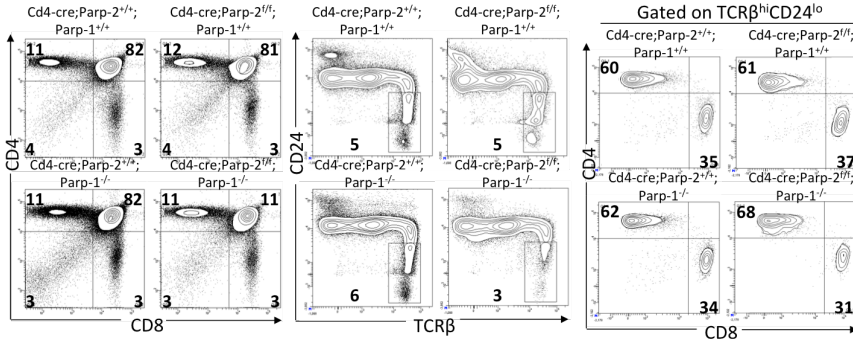 Cd4-cre;Parp-2+/+;
Parp-1+/+
Cd4-cre;Parp-2f/f;
Parp-1+/+
11
82
4
3
12
81
4
3
Cd4-cre;Parp-2+/+;
Parp-1-/-
Cd4-cre;Parp-2f/f;
Parp-1-/-
11
82
3
3
11
82
3
3
CD4
CD8
Cd4-cre;Parp-2+/+;
Parp-1+/+
Cd4-cre;Parp-2f/f;
Parp-1+/+
5
5
Cd4-cre;Parp-2+/+;
Parp-1-/-
Cd4-cre;Parp-2f/f;
Parp-1-/-
6
3
CD24
TCRβ
Gated on TCRβhiCD24lo
Cd4-cre;Parp-2+/+;
Parp-1+/+
Cd4-cre;Parp-2f/f;
Parp-1+/+
60
35
61
37
Cd4-cre;Parp-2+/+;
Parp-1-/-
Cd4-cre;Parp-2f/f;
Parp-1-/-
62
34
68
31
CD4
CD8